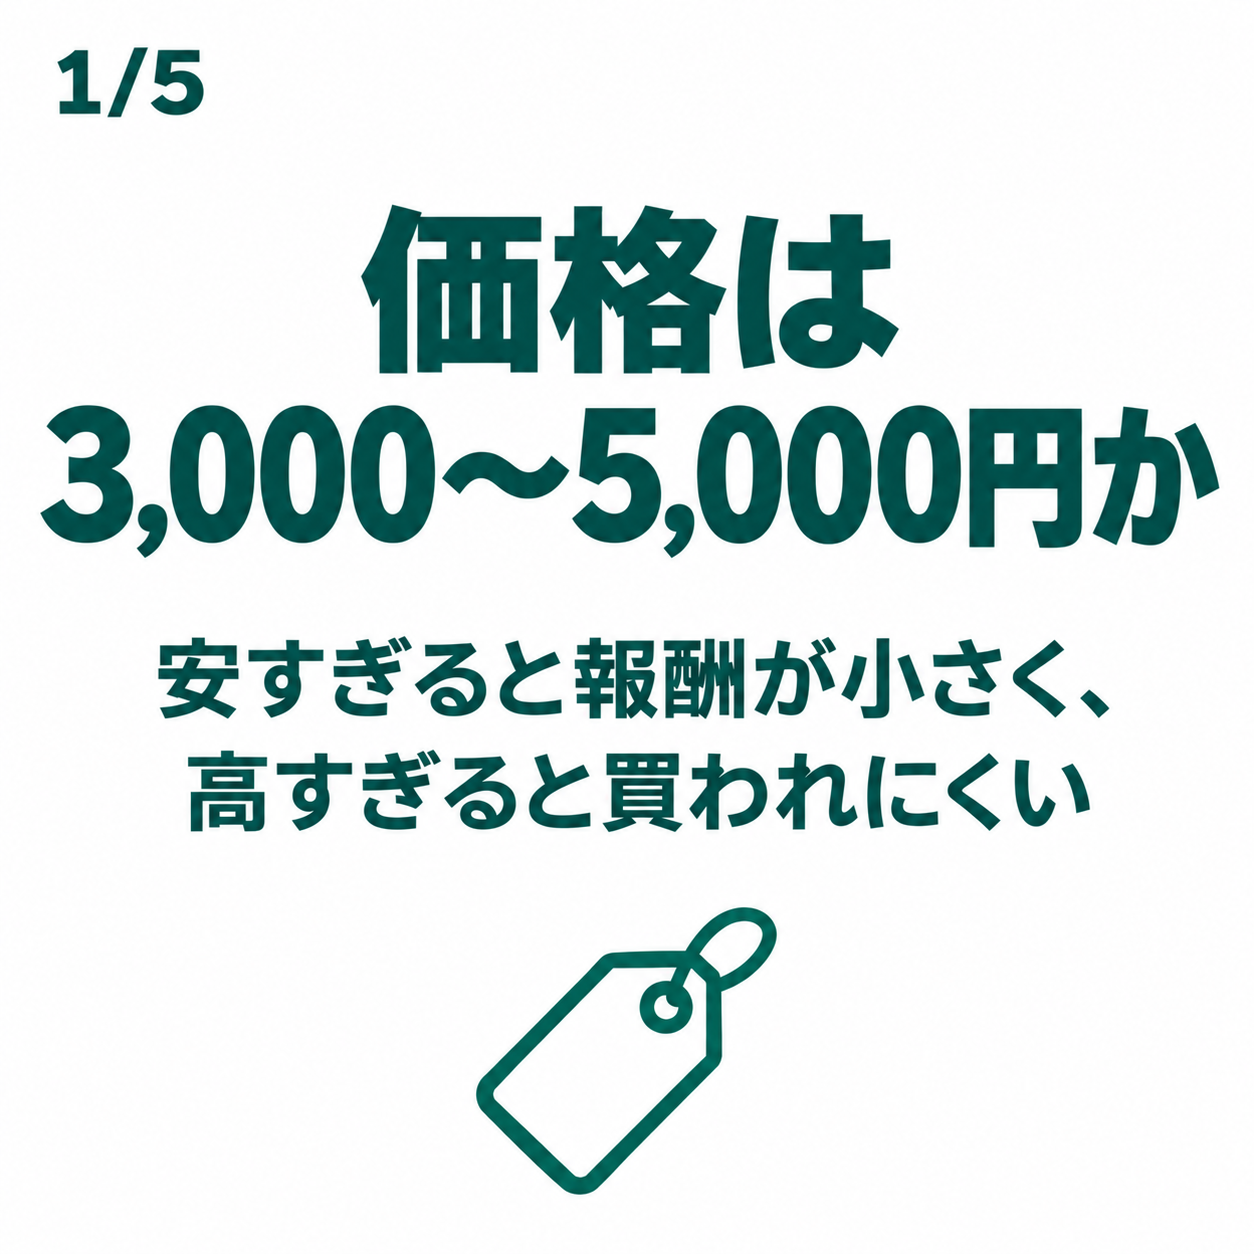 1/5
価格は
3,000〜5,000円か
安すぎると報酬が小さく、
高すぎると買われにくい